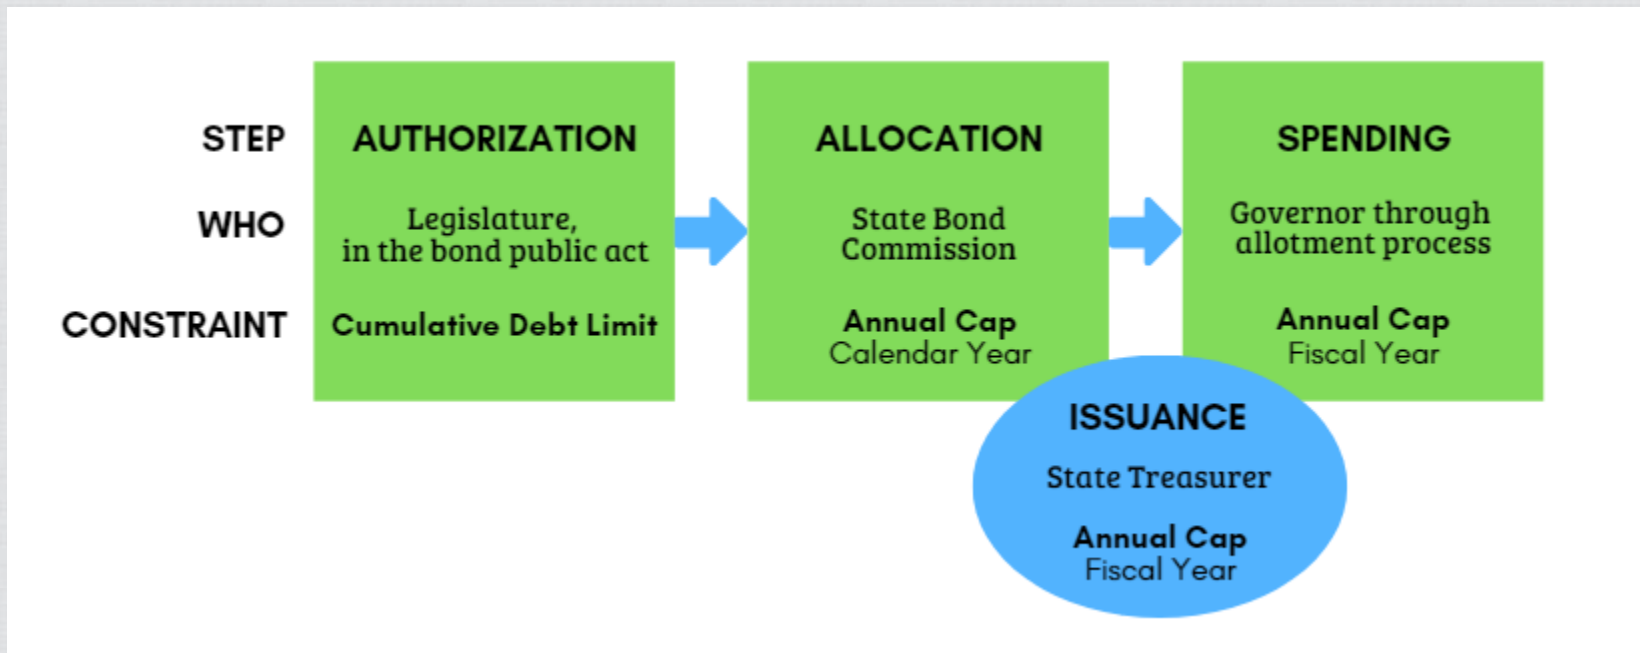 STEP
AUTHORIZATION
ALLOCATION
SPENDING
WHO
Legislature,
in the bond public act
State Bond
Commission
Governor through
allotment process
CONSTRAINT
Cumulative Debt Limit
Annual Cap
Calendar Year
Annual Cap
Fiscal Year
ISSUANCE
State Treasurer
Annual Cap
Fiscal Year